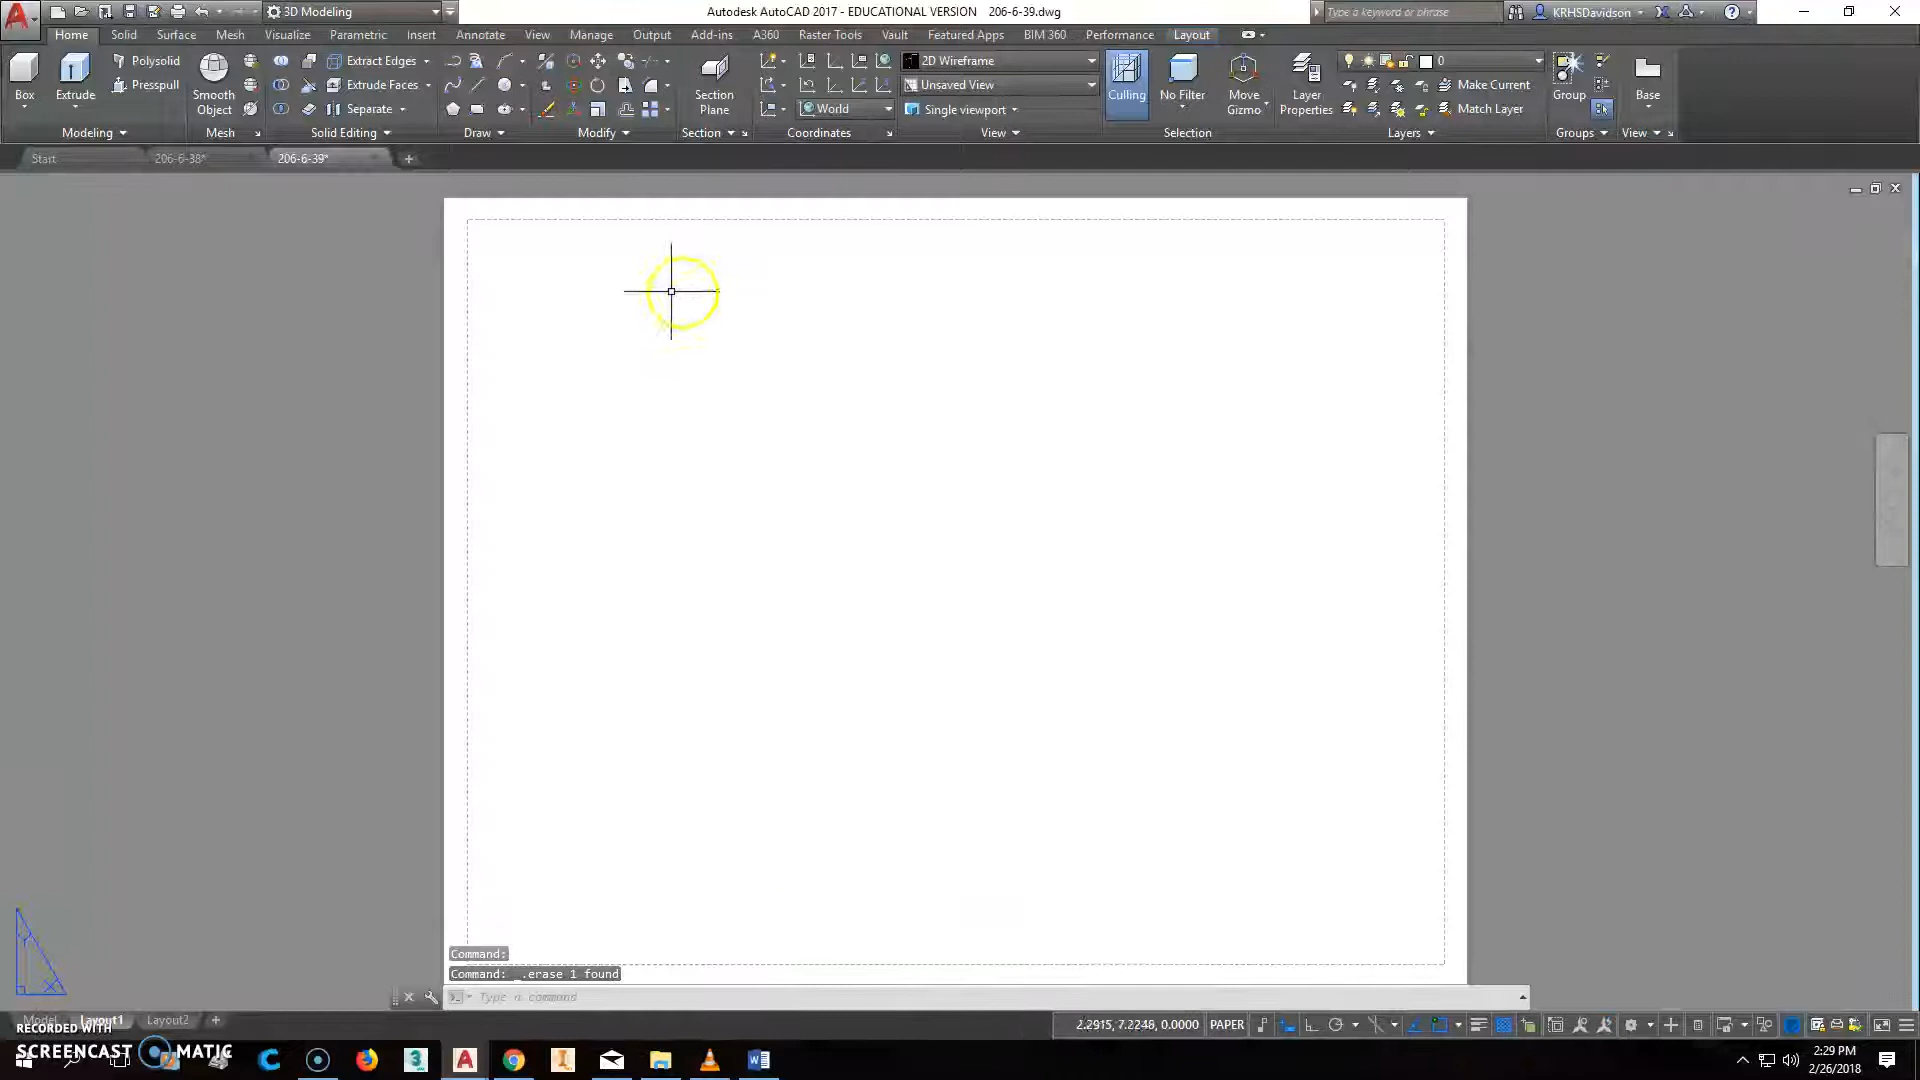 3D Modeling
Autodesk AutoCAD 2017 - EDUCATIONAL VERSION 206-6-39.dwg
Type a keyword or phrase
KRHSDavidson
Home Solid Surface Mesh Visualize Parametric Insert Annotate View Manage Output Add-ins A360 Raster Tools Vault Featured Apps BIM 360 Performance Layout
Box
Extrude
Polysolid
Presspull
Smooth Object
Extract Edges
Extrude Faces
Separate
Section Plane
World
2D Wireframe
Unsaved View
Single viewport
Culling
No Filter
Move Gizmo
Layer Properties
0
Make Current
Match Layer
Group
Base
Modeling Mesh Solid Editing Draw Modify Section Coordinates View Selection Layers Groups View
Start 206-6-38* 206-6-39*
Command:
Command: _.erase 1 found
Type a command
Model Layout1 Layout2
2.2915, 7.2248, 0.0000 PAPER
RECORDED WITH
SCREENCAST MATIC
2:29 PM
2/26/2018